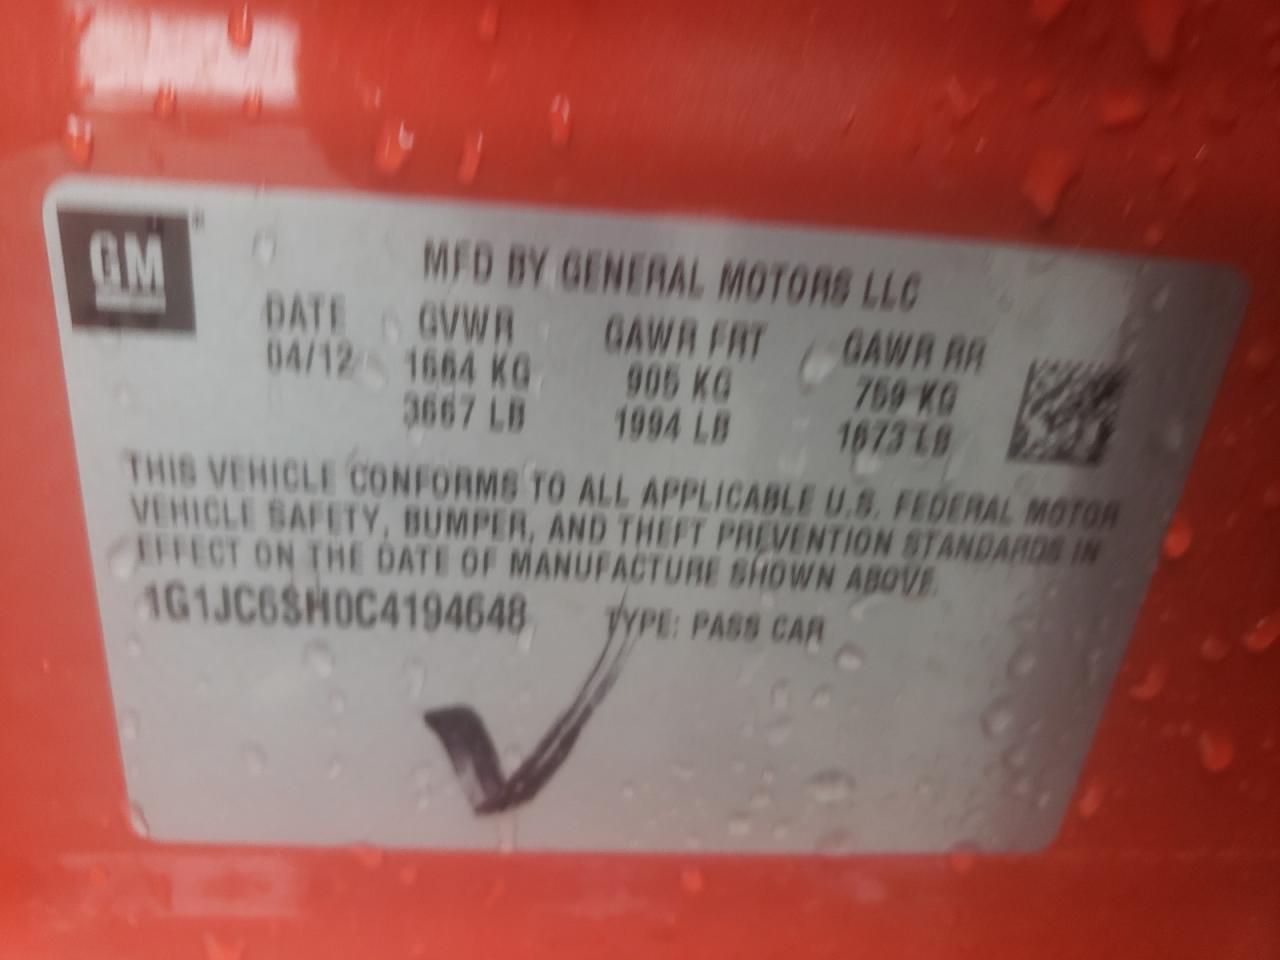 GM
MFD BY GENERAL MOTORS LLC
DATE GVWR GAWR FRT GAWR RR
04/12 1664 KG 905 KG 759 KG
3667 LB 1994 LB 1673 LB
THIS VEHICLE CONFORMS TO ALL APPLICABLE U.S. FEDERAL MOTOR
VEHICLE SAFETY, BUMPER, AND THEFT PREVENTION STANDARDS IN
EFFECT ON THE DATE OF MANUFACTURE SHOWN ABOVE.
1G1JC6SH0C4194648 TYPE: PASS CAR